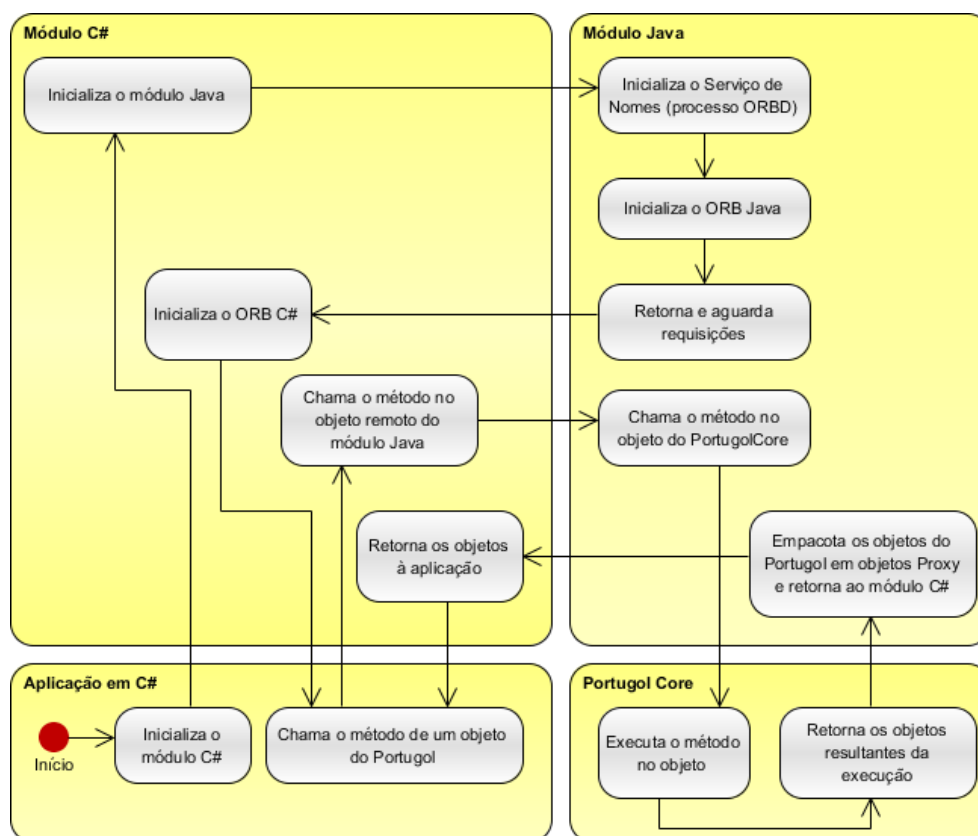 Módulo C#
Inicializa o módulo Java
Inicializa o ORB C#
Chama o método no
objeto remoto do
módulo Java
Retorna os objetos
à aplicação
Módulo Java
Inicializa o Serviço de
Nomes (processo ORBD)
Inicializa o ORB Java
Retorna e aguarda
requisições
Chama o método no
objeto do PortugolCore
Empacota os objetos do
Portugol em objetos Proxy
e retorna ao módulo C#
Aplicação em C#
Início
Inicializa o
módulo C#
Chama o método de um objeto
do Portugol
Portugol Core
Executa o método
no objeto
Retorna os objetos
resultantes da
execução